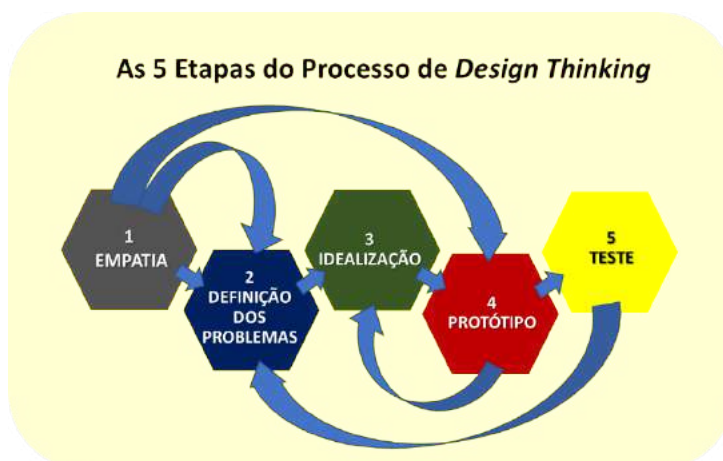 As 5 Etapas do Processo de Design Thinking
1
EMPATIA
2
DEFINIÇÃO
DOS
PROBLEMAS
3
IDEALIZAÇÃO
4
PROTÓTIPO
5
TESTE